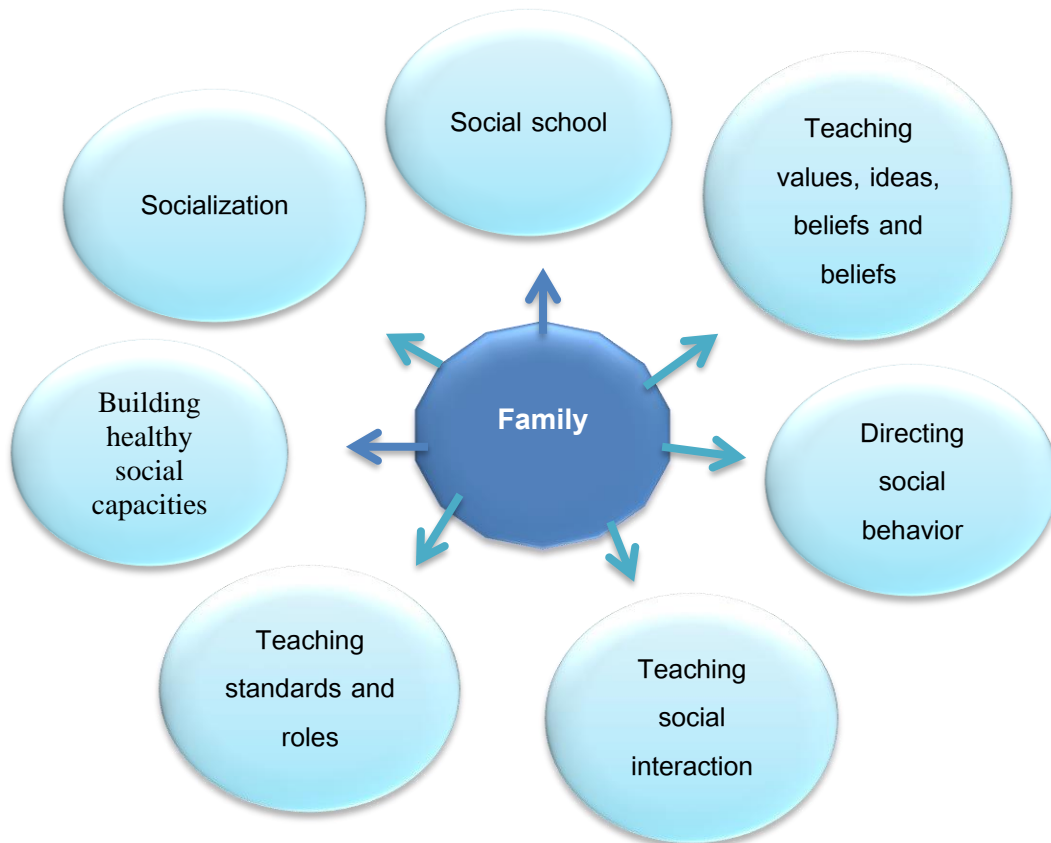 Social school
Teaching
values, ideas,
beliefs and
beliefs
Socialization
Family
Building
healthy
social
capacities
Directing
social
behavior
Teaching
standards and
roles
Teaching
social
interaction